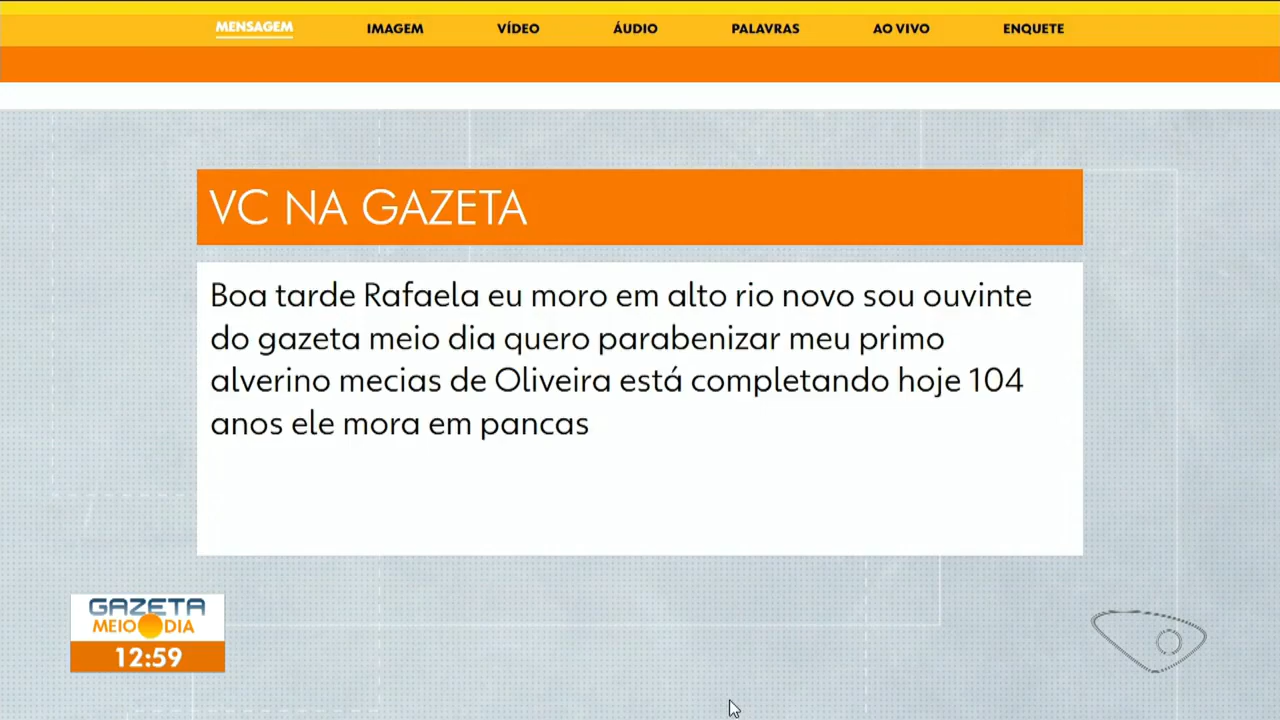 MENSAGEM IMAGEM VÍDEO ÁUDIO PALAVRAS AO VIVO ENQUETE
VC NA GAZETA
Boa tarde Rafaela eu moro em alto rio novo sou ouvinte
do gazeta meio dia quero parabenizar meu primo
alverino mecias de Oliveira está completando hoje 104
anos ele mora em pancas
GAZETA
MEIO DIA
12:59